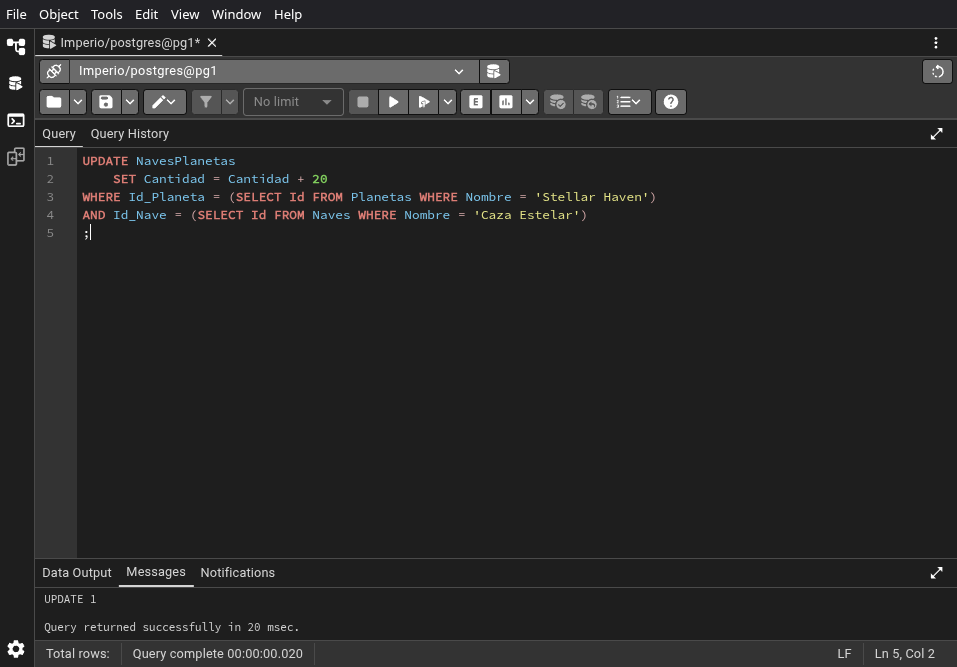 File Object Tools Edit View Window Help
Imperio/postgres@pg1*
Imperio/postgres@pg1
No limit
E
Query Query History
1 UPDATE NavesPlanetas
2 SET Cantidad = Cantidad + 20
3 WHERE Id_Planeta = (SELECT Id FROM Planetas WHERE Nombre = 'Stellar Haven')
4 AND Id_Nave = (SELECT Id FROM Naves WHERE Nombre = 'Caza Estelar')
5 ;
Data Output Messages Notifications
UPDATE 1
Query returned successfully in 20 msec.
Total rows: Query complete 00:00:00.020 LF Ln 5, Col 2